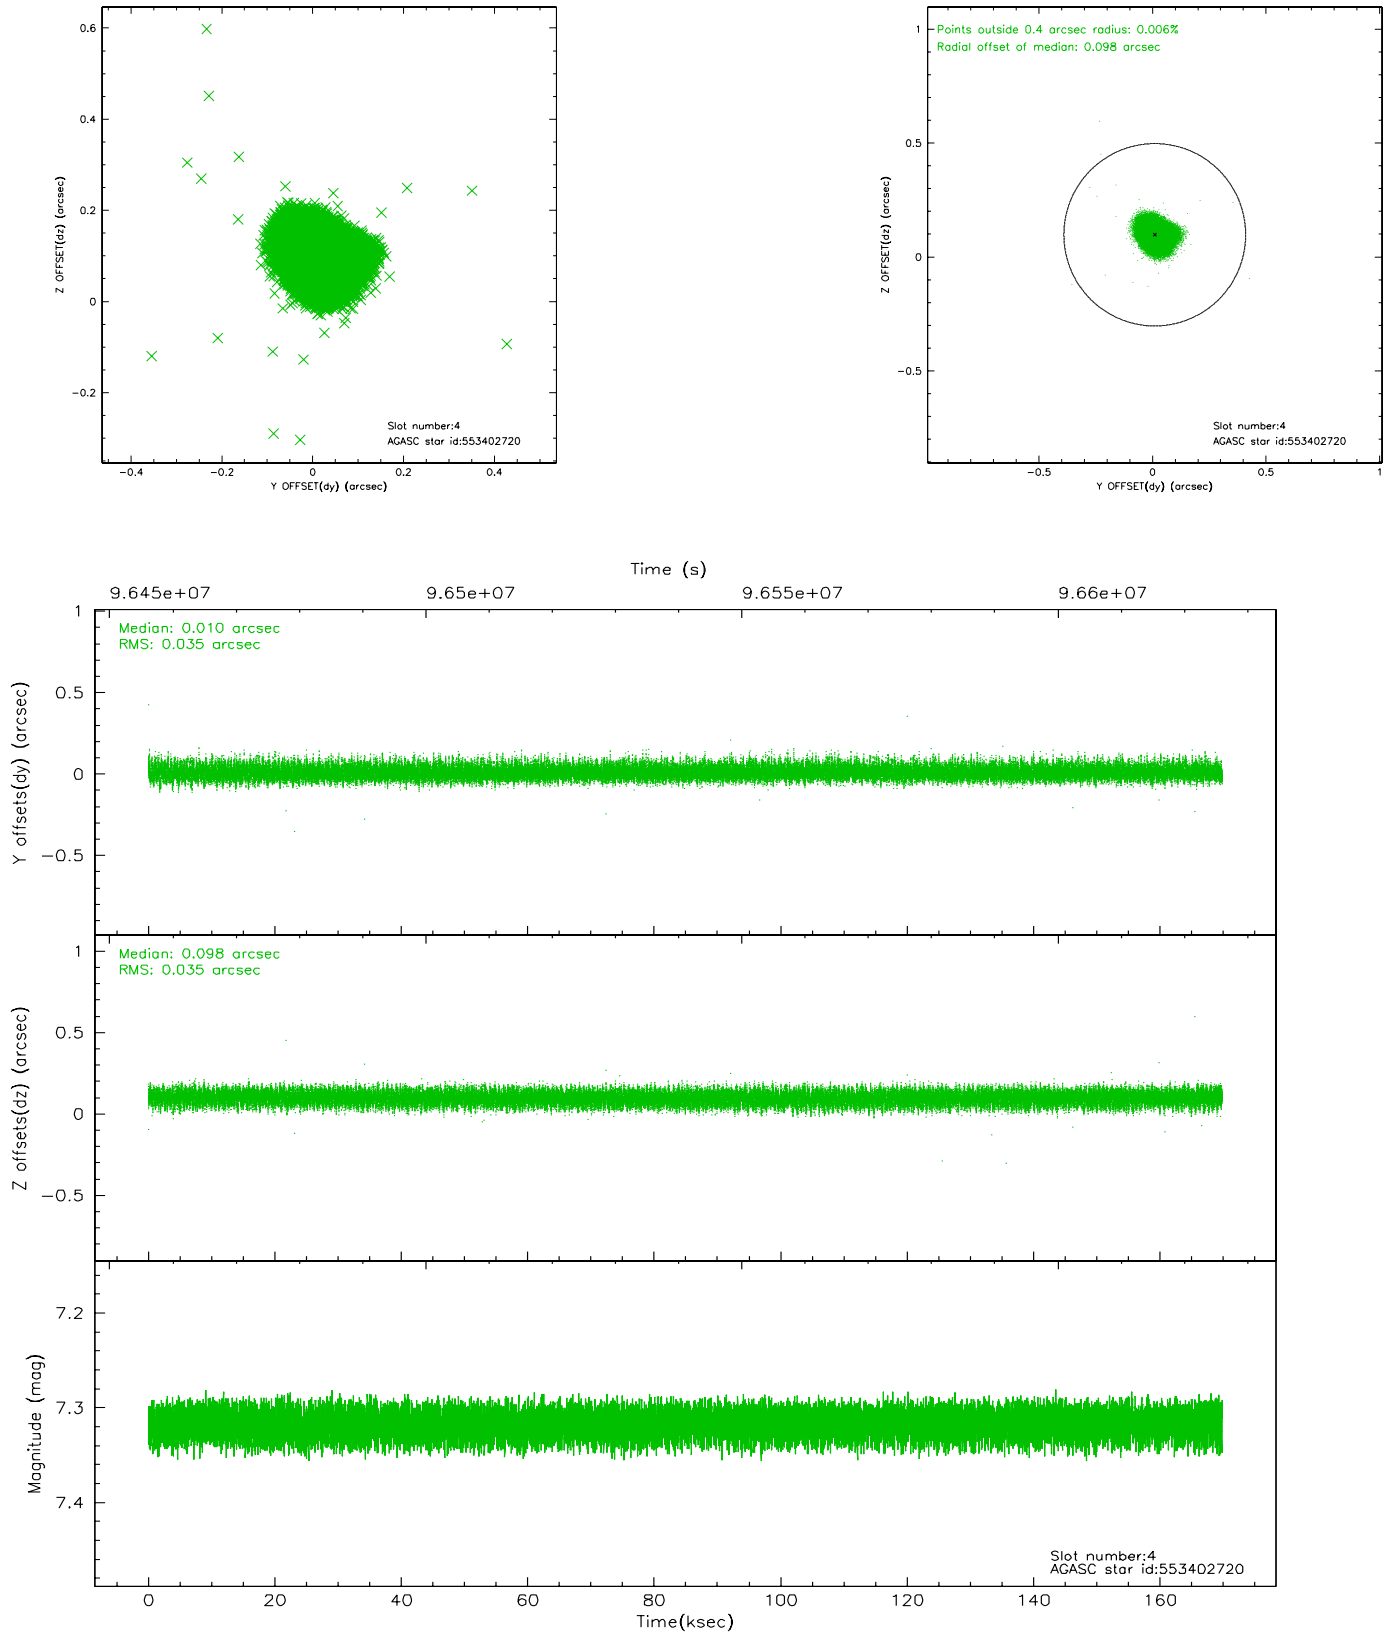 0.6
0.4
0.2
0
−0.2
Z OFFSET(dz) (arcsec)
Slot number:4
AGASC star id:553402720
−0.4 −0.2 0 0.2 0.4
Y OFFSET(dy) (arcsec)
Points outside 0.4 arcsec radius: 0.006%
Radial offset of median: 0.098 arcsec
1
0.5
0
−0.5
Z OFFSET(dz) (arcsec)
Slot number:4
AGASC star id:553402720
−0.5 0 0.5 1
Y OFFSET(dy) (arcsec)
Time (s)
9.645e+07 9.65e+07 9.655e+07 9.66e+07
Median: 0.010 arcsec
RMS: 0.035 arcsec
1
0.5
0
−0.5
Y offsets(dy) (arcsec)
Median: 0.098 arcsec
RMS: 0.035 arcsec
1
0.5
0
−0.5
Z offsets(dz) (arcsec)
7.2
7.3
7.4
Magnitude (mag)
Slot number:4
AGASC star id:553402720
0 20 40 60 80 100 120 140 160
Time(ksec)